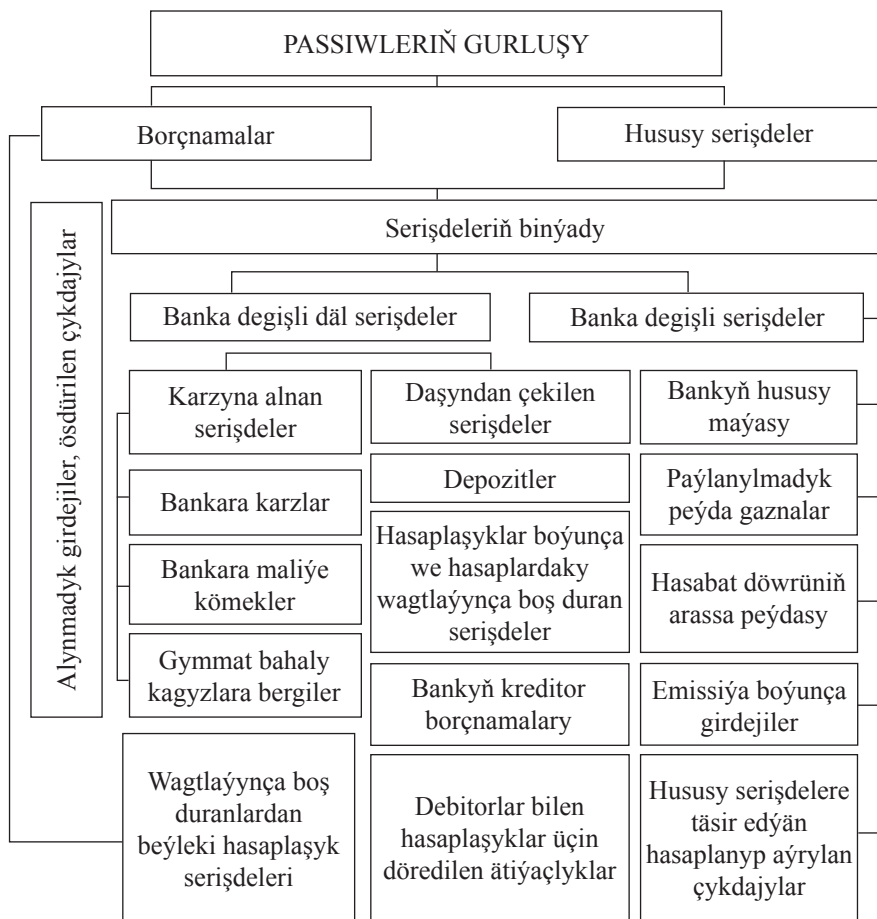 PASSIWLERIŇ GURLUŞY
Borçnamalar
Hususy serişdeler
Alynmadyk girdejiler, ösdürilen çykdajylar
Serişdeleriň binýady
Banka degişli däl serişdeler
Banka degişli serişdeler
Karzyna alnan
serişdeler
Daşyndan çekilen
serişdeler
Bankyň hususy
maýasy
Bankara karzlar
Depozitler
Paýlanylmadyk
peýda gaznalar
Bankara maliýe
kömekler
Hasaplaşyklar boýunça
we hasaplardaky
wagtlaýynça boş duran
serişdeler
Hasabat döwrüniň
arassa peýdasy
Gymmat bahaly
kagyzlara bergiler
Bankyň kreditor
borçnamalary
Emissiýa boýunça
girdejiler
Wagtlaýynça boş
duranlardan
beýleki hasaplaşyk
serişdeleri
Debitorlar bilen
hasaplaşyklar üçin
döredilen ätiýaçlyklar
Hususy serişdelere
täsir edýän
hasaplanyp aýrylan
çykdajylar